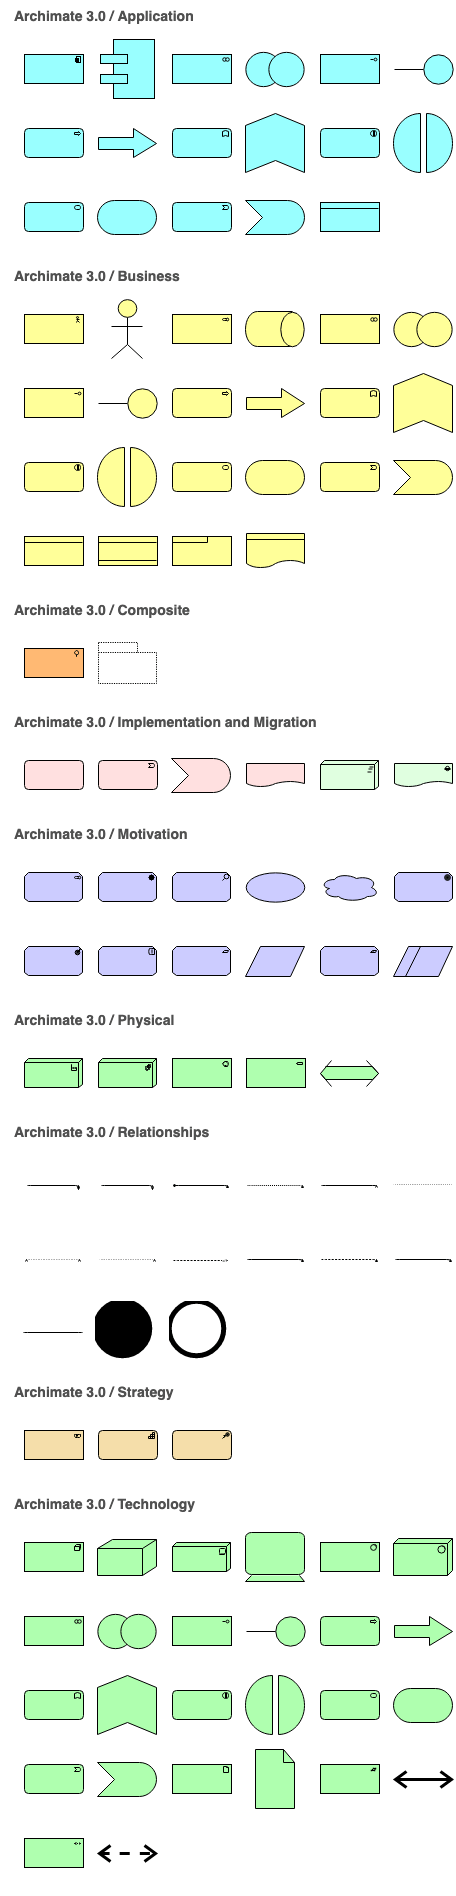 Archimate 3.0 / Application
Archimate 3.0 / Business
Archimate 3.0 / Composite
Archimate 3.0 / Implementation and Migration
Archimate 3.0 / Motivation
Archimate 3.0 / Physical
Archimate 3.0 / Relationships
Archimate 3.0 / Strategy
Archimate 3.0 / Technology